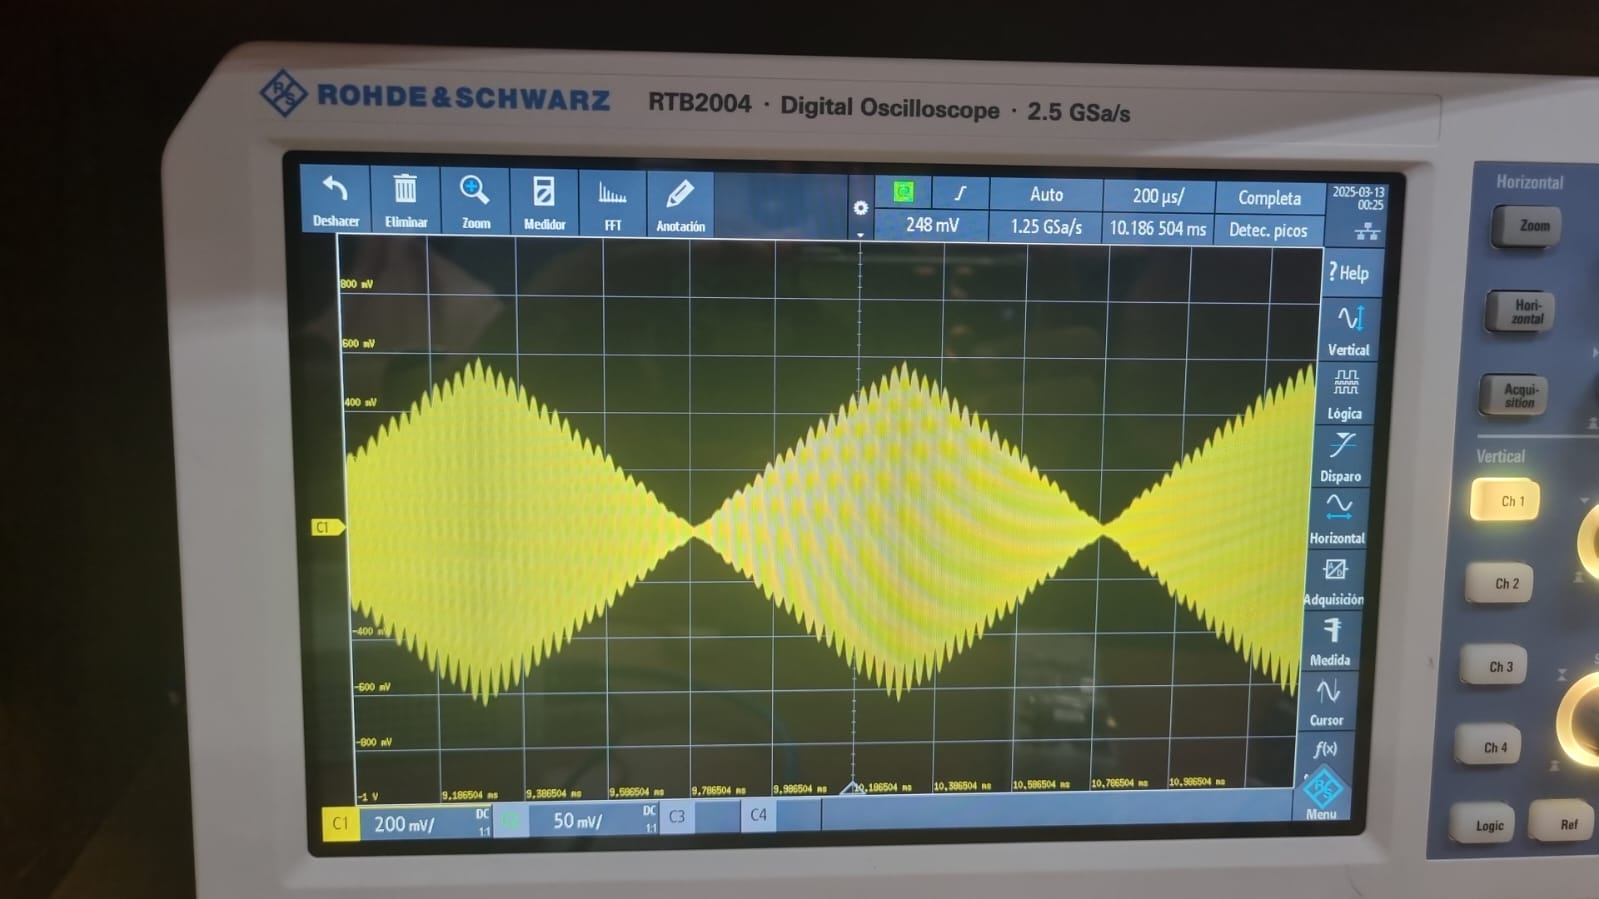 ROHDE&SCHWARZ RTB2004 · Digital Oscilloscope · 2.5 GSa/s
Deshacer Eliminar Zoom Medidor FFT Anotación
Auto 200 µs/ Completa
248 mV 1.25 GSa/s 10.186 504 ms Detec. picos
2025-03-13
00:25
? Help
Vertical
Lógica
Disparo
Horizontal
Adquisición
Medida
Cursor
f(x)
Menu
800 mV
600 mV
400 mV
C1
-400 mV
-600 mV
-800 mV
-1 V
9,186504 ms 9,386504 ms 9,586504 ms 9,786504 ms 9,986504 ms 10,186504 ms 10,386504 ms 10,586504 ms 10,786504 ms 10,986504 ms
C1 200 mV/ DC 1:1 50 mV/ DC 1:1 C3 C4
Horizontal
Zoom
Hori-
zontal
Acqui-
sition
Vertical
Ch 1
Ch 2
Ch 3
Ch 4
Logic Ref